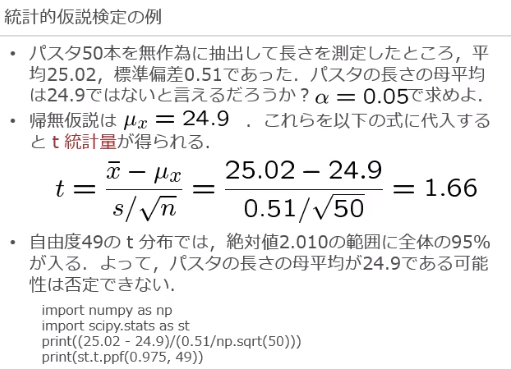 統計的仮説検定の例
• パスタ50本を無作為に抽出して長さを測定したところ，平
均25.02，標準偏差0.51であった．パスタの長さの母平均
は24.9ではないと言えるだろうか？ α = 0.05で求めよ．
• 帰無仮説は μx = 24.9 ．これらを以下の式に代入する
と t 統計量が得られる．
t = (x̄ − μx)/(s/√n) = (25.02 − 24.9)/(0.51/√50) = 1.66
• 自由度49の t 分布では，絶対値2.010の範囲に全体の95%
が入る．よって，パスタの長さの母平均が24.9である可能
性は否定できない．
import numpy as np
import scipy.stats as st
print((25.02 - 24.9)/(0.51/np.sqrt(50)))
print(st.t.ppf(0.975, 49))